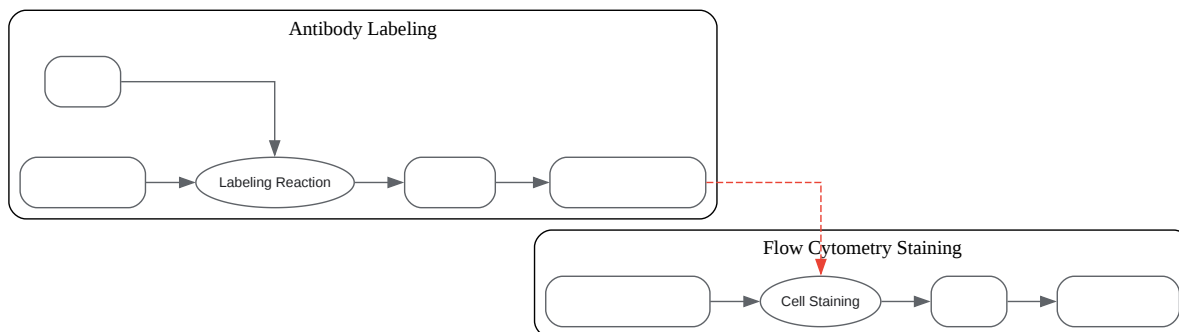 Antibody Labeling
Labeling Reaction
Flow Cytometry Staining
Cell Staining